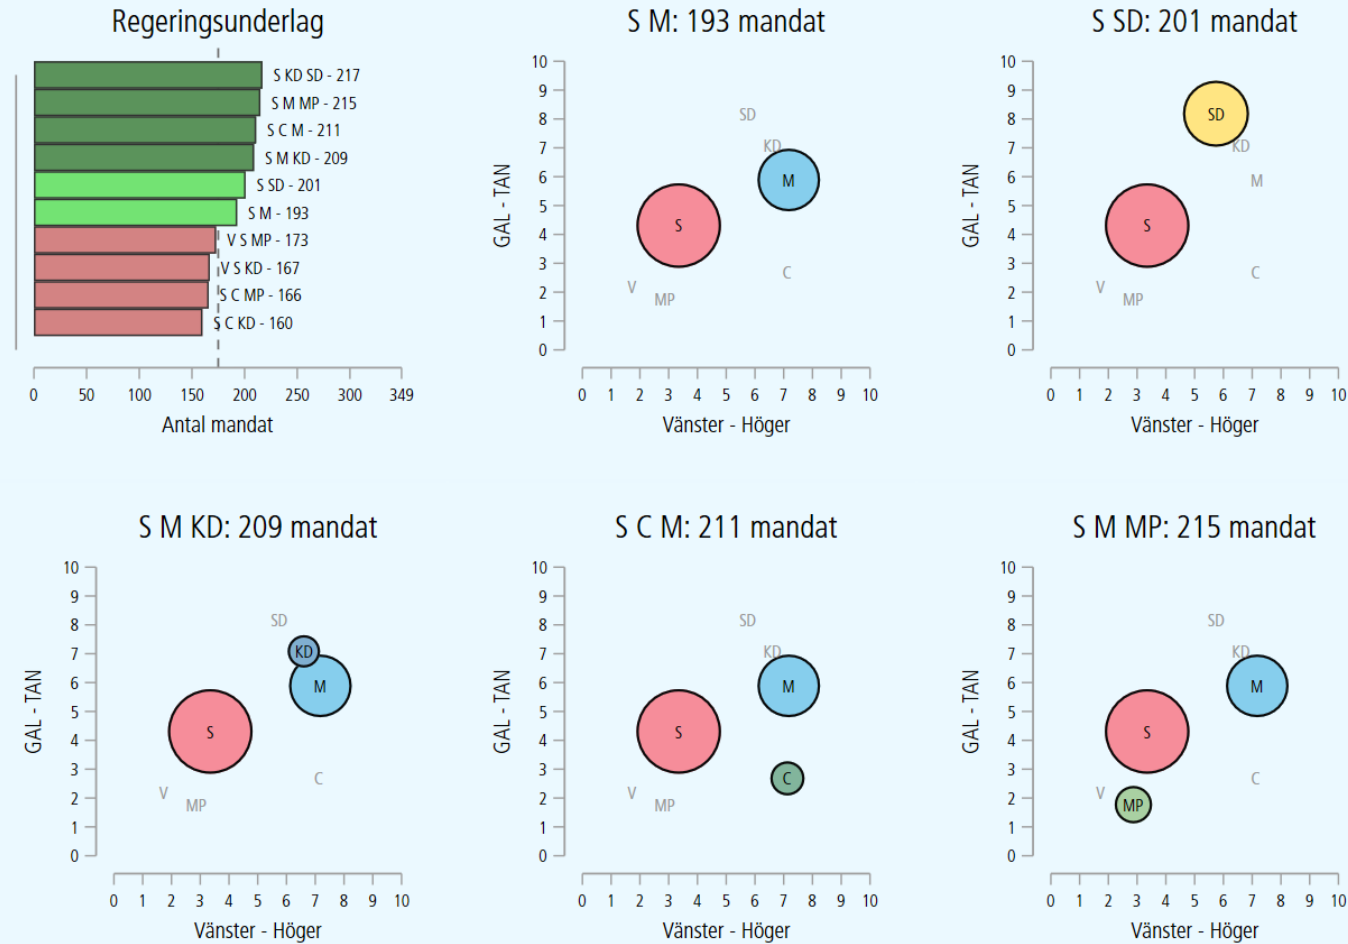 Regeringsunderlag
S KD SD - 217
S M MP - 215
S C M - 211
S M KD - 209
S SD - 201
S M - 193
V S MP - 173
V S KD - 167
S C MP - 166
S C KD - 160
0 50 100 150 200 250 300 349
Antal mandat
S M: 193 mandat
10
9
8
7
6
5
4
3
2
1
0
GAL - TAN
SD
KD
M
S
C
V
MP
0 1 2 3 4 5 6 7 8 9 10
Vänster - Höger
S SD: 201 mandat
10
9
8
7
6
5
4
3
2
1
0
GAL - TAN
SD
KD
M
S
C
V
MP
0 1 2 3 4 5 6 7 8 9 10
Vänster - Höger
S M KD: 209 mandat
10
9
8
7
6
5
4
3
2
1
0
GAL - TAN
SD
KD
M
S
C
V
MP
0 1 2 3 4 5 6 7 8 9 10
Vänster - Höger
S C M: 211 mandat
10
9
8
7
6
5
4
3
2
1
0
GAL - TAN
SD
KD
M
S
C
V
MP
0 1 2 3 4 5 6 7 8 9 10
Vänster - Höger
S M MP: 215 mandat
10
9
8
7
6
5
4
3
2
1
0
GAL - TAN
SD
KD
M
S
C
V
MP
0 1 2 3 4 5 6 7 8 9 10
Vänster - Höger